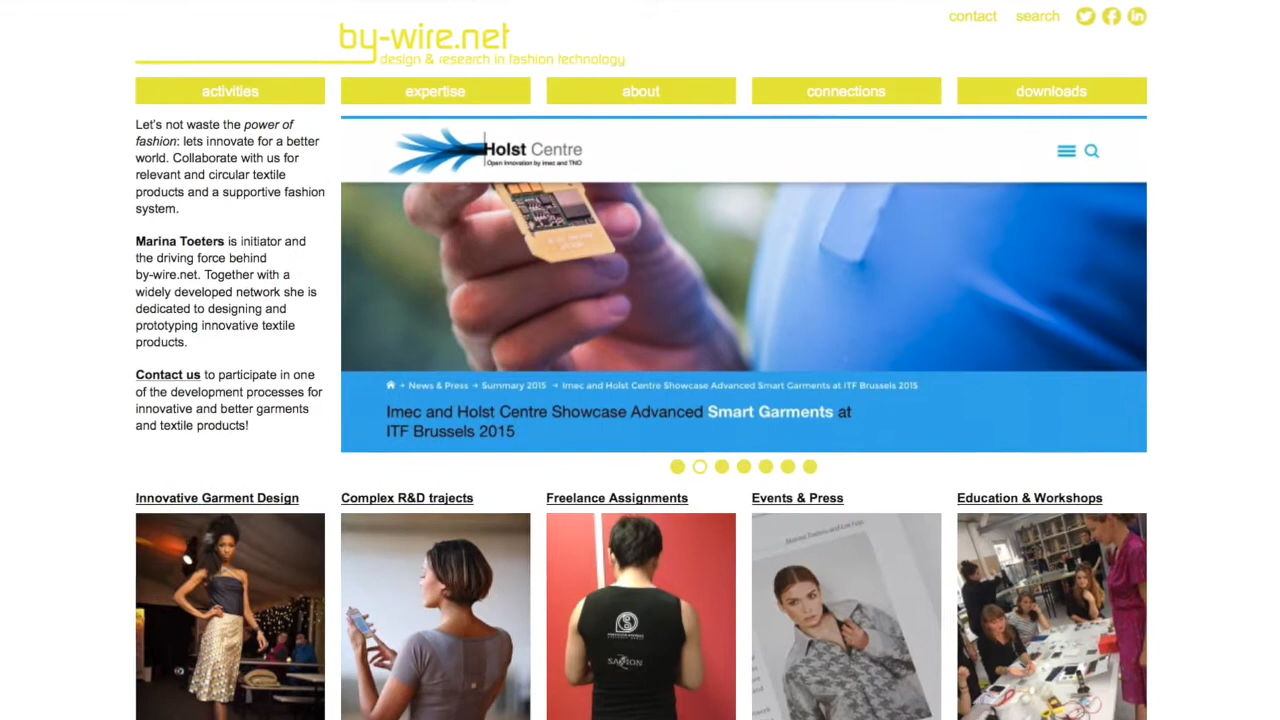 contact search
by-wire.net
design & research in fashion technology
activities expertise about connections downloads
Let's not waste the power of
fashion: lets innovate for a better
world. Collaborate with us for
relevant and circular textile
products and a supportive fashion
system.
Marina Toeters is initiator and
the driving force behind
by-wire.net. Together with a
widely developed network she is
dedicated to designing and
prototyping innovative textile
products.
Contact us to participate in one
of the development processes for
innovative and better garments
and textile products!
Holst Centre
Open Innovation by imec and TNO
News & Press Summary 2015 Imec and Holst Centre Showcase Advanced Smart Garments at ITF Brussels 2015
Imec and Holst Centre Showcase Advanced Smart Garments at
ITF Brussels 2015
Innovative Garment Design
Complex R&D trajects
Freelance Assignments
Events & Press
Education & Workshops